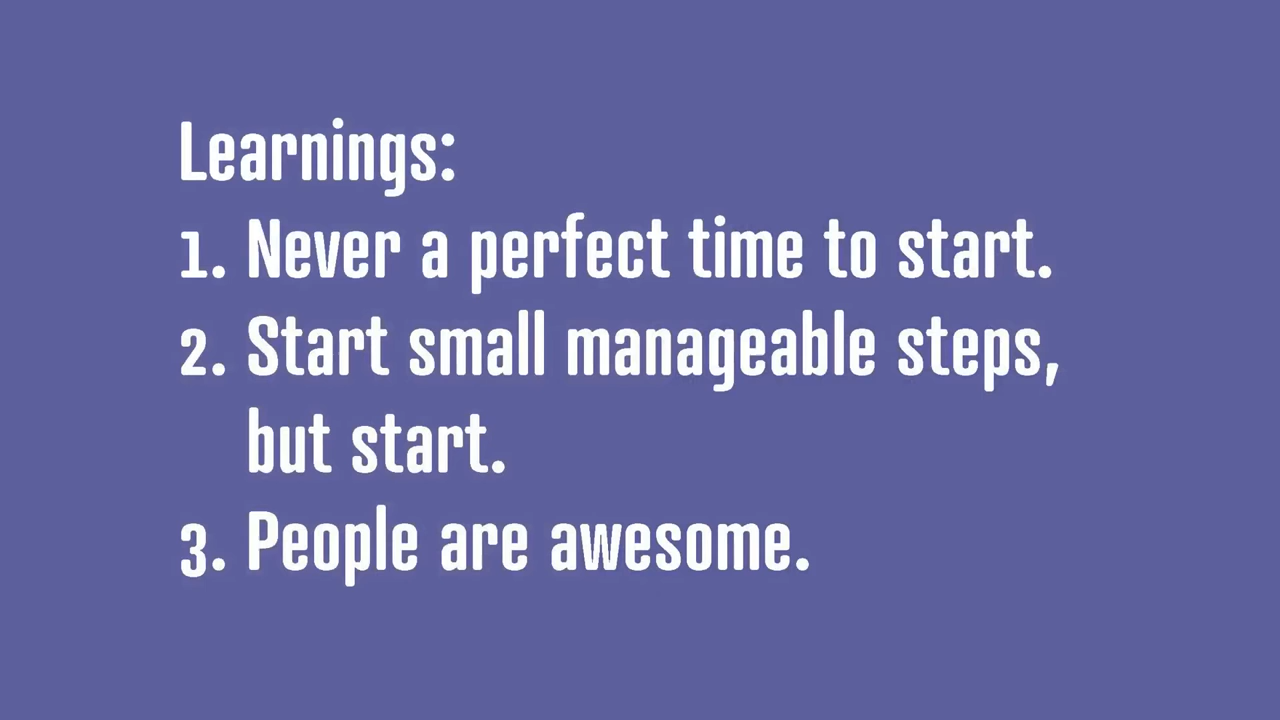 Learnings:
1. Never a perfect time to start.
2. Start small manageable steps,
but start.
3. People are awesome.